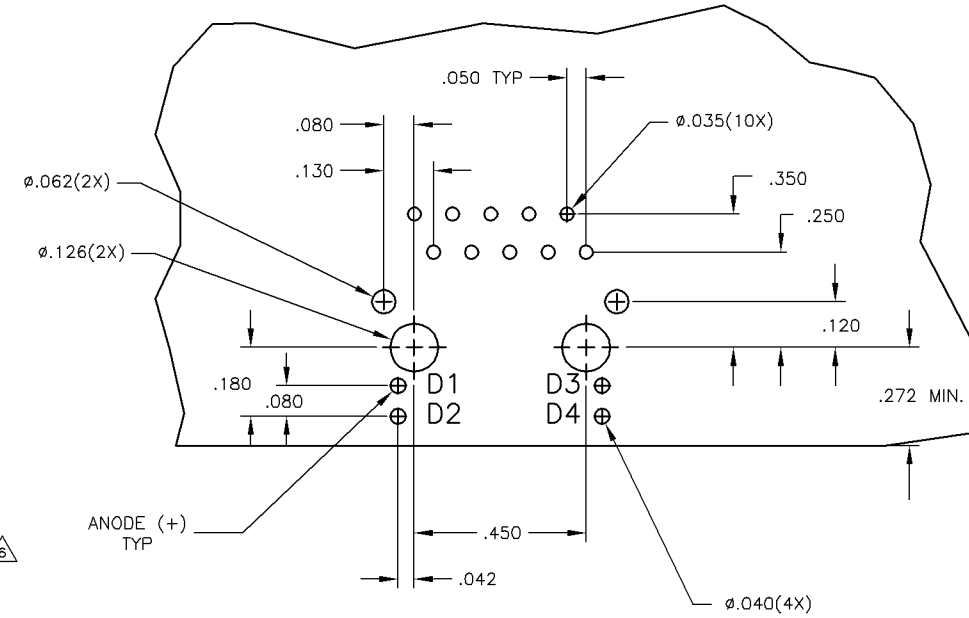 .050 TYP
.080
ø.035(10X)
.130
.350
ø.062(2X)
.250
ø.126(2X)
.120
.180
.080
D1
D3
.272 MIN.
D2
D4
ANODE (+)
TYP
.450
6
.042
ø.040(4X)